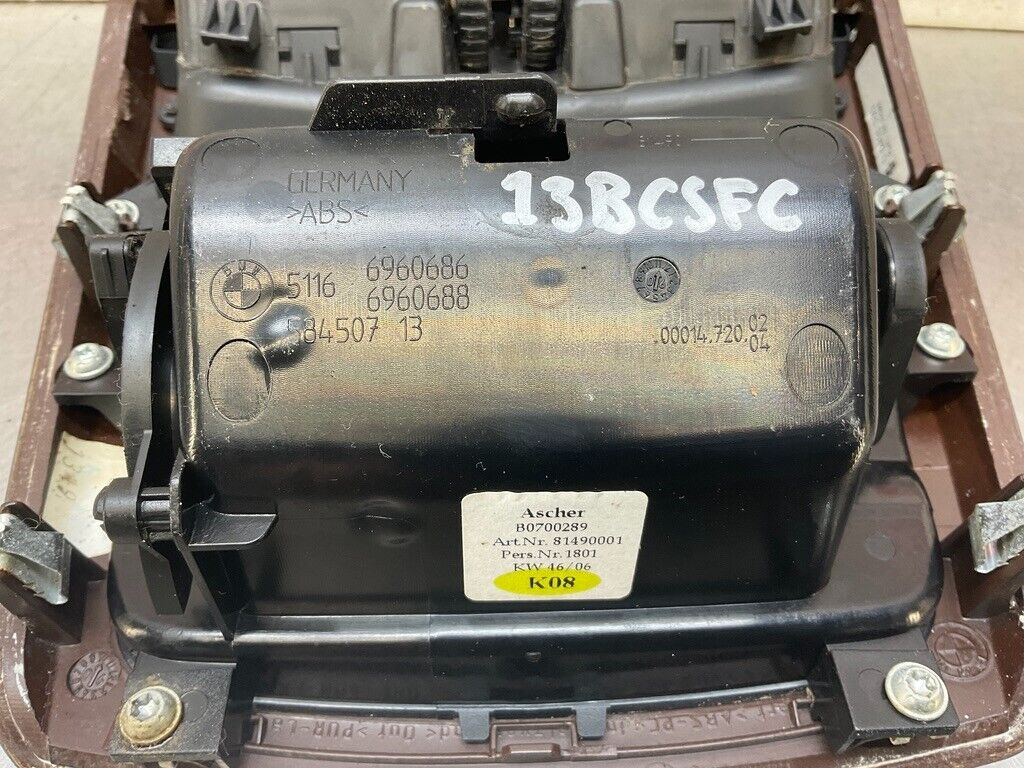 GERMANY
>ABS<
13BCSFC
BMW
5116 6960686
6960688
584507 13
.00014.720.02
04
Ascher
B0700289
Art.Nr. 81490001
Pers.Nr. 1801
KW 46/06
K08